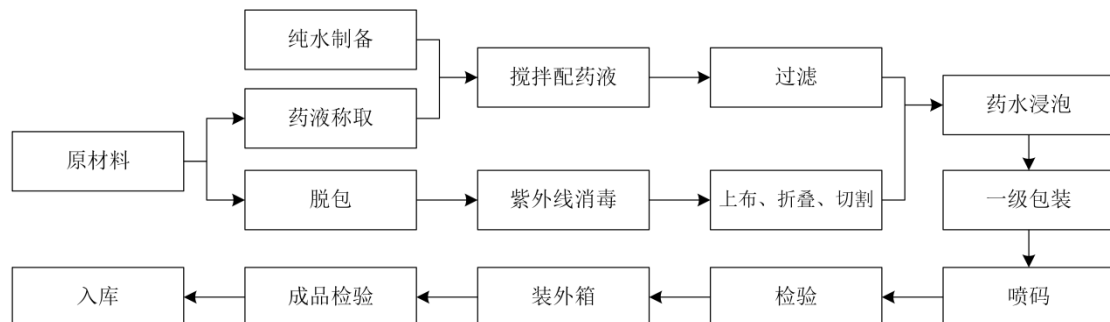 纯水制备
搅拌配药液
过滤
药液称取
药水浸泡
原材料
脱包
紫外线消毒
上布、折叠、切割
一级包装
入库
成品检验
装外箱
检验
喷码